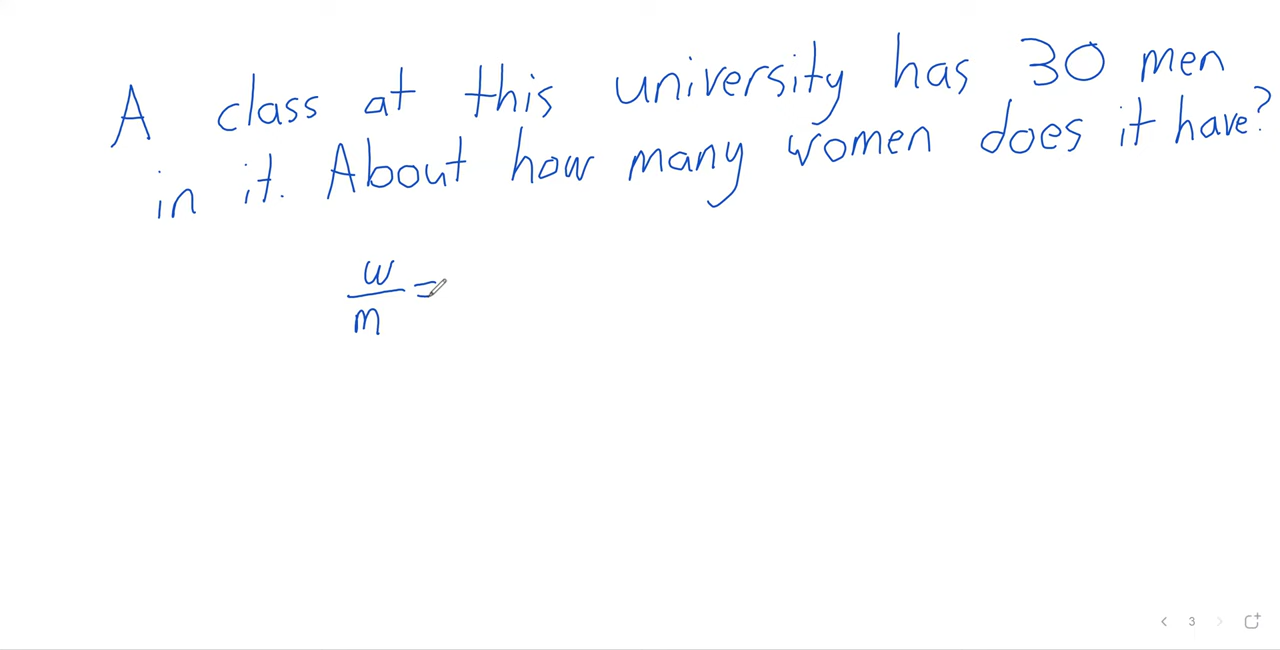 A class at this university has 30 men
in it. About how many women does it have?
w
m
=
3